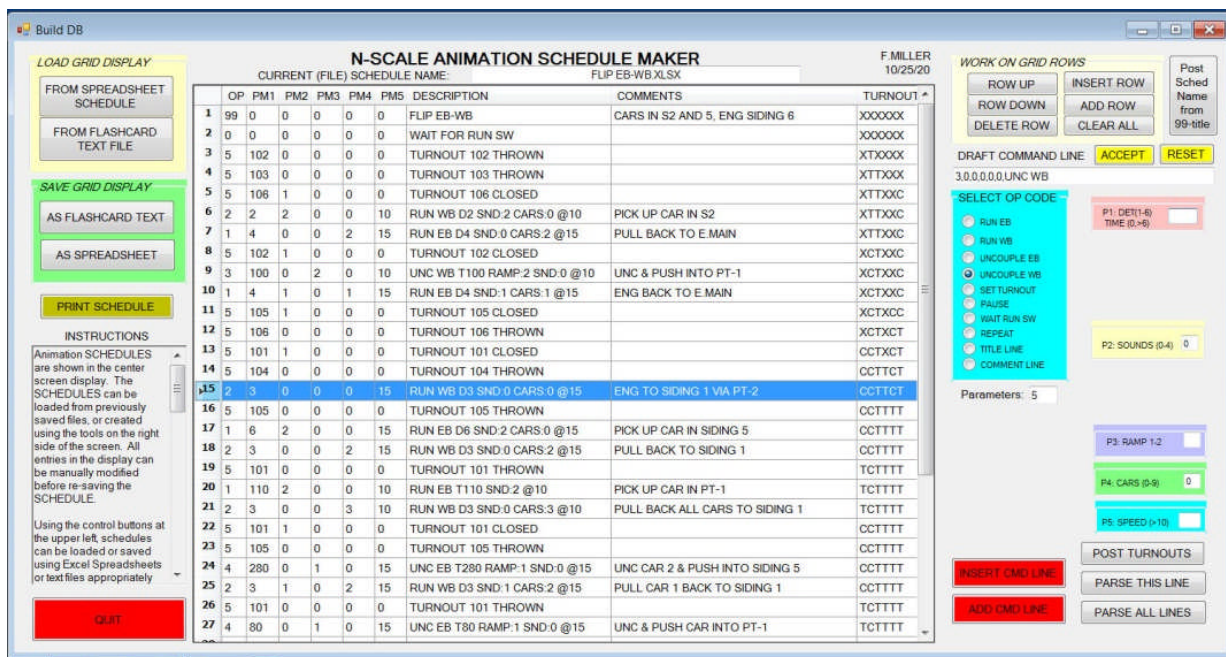 Build DB
LOAD GRID DISPLAY
FROM SPREADSHEET
SCHEDULE
FROM FLASHCARD
TEXT FILE
SAVE GRID DISPLAY
AS FLASHCARD TEXT
AS SPREADSHEET
PRINT SCHEDULE
INSTRUCTIONS
Animation SCHEDULES
are shown in the center
screen display. The
SCHEDULES can be
loaded from previously
saved files, or created
using the tools on the right
side of the screen. All
entries in the display can
be manually modified
before re-saving the
SCHEDULE.
Using the control buttons at
the upper left, schedules
can be loaded or saved
using Excel Spreadsheets
or text files appropriately
QUIT
N-SCALE ANIMATION SCHEDULE MAKER
F.MILLER
10/25/20
CURRENT (FILE) SCHEDULE NAME: FLIP EB-WB.XLSX
OP PM1 PM2 PM3 PM4 PM5 DESCRIPTION COMMENTS TURNOUT
1 99 0 0 0 0 0 FLIP EB-WB CARS IN S2 AND 5, ENG SIDING 6 XXXXXX
2 0 0 0 0 0 0 WAIT FOR RUN SW XXXXXX
3 5 102 0 0 0 0 TURNOUT 102 THROWN XTXXXX
4 5 103 0 0 0 0 TURNOUT 103 THROWN XTTXXX
5 5 106 1 0 0 0 TURNOUT 106 CLOSED XTTXXC
6 2 2 2 0 0 10 RUN WB D2 SND:2 CARS:0 @10 PICK UP CAR IN S2 XTTXXC
7 1 4 0 0 2 15 RUN EB D4 SND:0 CARS:2 @15 PULL BACK TO E.MAIN XTTXXC
8 5 102 1 0 0 0 TURNOUT 102 CLOSED XCTXXC
9 3 100 0 2 0 10 UNC WB T100 RAMP:2 SND:0 @10 UNC & PUSH INTO PT-1 XCTXXC
10 1 4 1 0 1 15 RUN EB D4 SND:1 CARS:1 @15 ENG BACK TO E.MAIN XCTXXC
11 5 105 1 0 0 0 TURNOUT 105 CLOSED XCTXCC
12 5 106 0 0 0 0 TURNOUT 106 THROWN XCTXCT
13 5 101 1 0 0 0 TURNOUT 101 CLOSED CCTXCT
14 5 104 0 0 0 0 TURNOUT 104 THROWN CCTTCT
15 2 3 0 0 0 15 RUN WB D3 SND:0 CARS:0 @15 ENG TO SIDING 1 VIA PT-2 CCTTCT
16 5 105 0 0 0 0 TURNOUT 105 THROWN CCTTTT
17 1 6 2 0 0 15 RUN EB D6 SND:2 CARS:0 @15 PICK UP CAR IN SIDING 5 CCTTTT
18 2 3 0 0 2 15 RUN WB D3 SND:0 CARS:2 @15 PULL BACK TO SIDING 1 CCTTTT
19 5 101 0 0 0 0 TURNOUT 101 THROWN TCTTTT
20 1 110 2 0 0 10 RUN EB T110 SND:2 @10 PICK UP CAR IN PT-1 TCTTTT
21 2 3 0 0 3 10 RUN WB D3 SND:0 CARS:3 @10 PULL BACK ALL CARS TO SIDING 1 TCTTTT
22 5 101 1 0 0 0 TURNOUT 101 CLOSED CCTTTT
23 5 105 0 0 0 0 TURNOUT 105 THROWN CCTTTT
24 4 280 0 1 0 15 UNC EB T280 RAMP:1 SND:0 @15 UNC CAR 2 & PUSH INTO SIDING 5 CCTTTT
25 2 3 1 0 2 15 RUN WB D3 SND:1 CARS:2 @15 PULL CAR 1 BACK TO SIDING 1 CCTTTT
26 5 101 0 0 0 0 TURNOUT 101 THROWN TCTTTT
27 4 80 0 1 0 15 UNC EB T80 RAMP:1 SND:0 @15 UNC & PUSH CAR INTO PT-1 TCTTTT
WORK ON GRID ROWS
ROW UP INSERT ROW
ROW DOWN ADD ROW
DELETE ROW CLEAR ALL
Post
Sched
Name
from
99-title
DRAFT COMMAND LINE ACCEPT RESET
3,0,0,0,0,0,UNC WB
SELECT OP CODE
RUN EB
RUN WB
UNCOUPLE EB
UNCOUPLE WB
SET TURNOUT
PAUSE
WAIT RUN SW
REPEAT
TITLE LINE
COMMENT LINE
Parameters: 5
P1: DET(1-6)
TIME (0,>6)
P2: SOUNDS (0-4) 0
P3: RAMP 1-2
P4: CARS (0-9) 0
P5: SPEED (>10)
INSERT CMD LINE
ADD CMD LINE
POST TURNOUTS
PARSE THIS LINE
PARSE ALL LINES